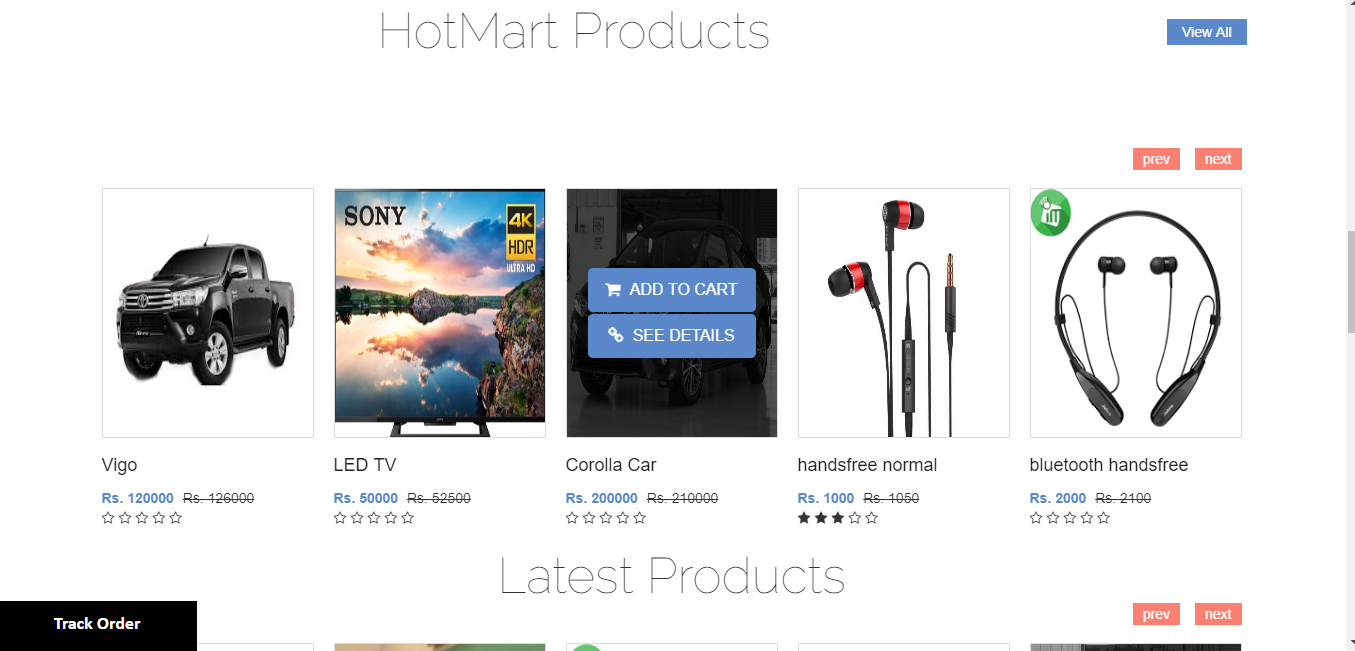 HotMart Products
View All
prev next
SONY
4K
HDR
ULTRA HD
ADD TO CART
SEE DETAILS
Vigo
LED TV
Corolla Car
handsfree normal
bluetooth handsfree
Rs. 120000 Rs. 126000
Rs. 50000 Rs. 52500
Rs. 200000 Rs. 210000
Rs. 1000 Rs. 1050
Rs. 2000 Rs. 2100
Latest Products
prev next
Track Order